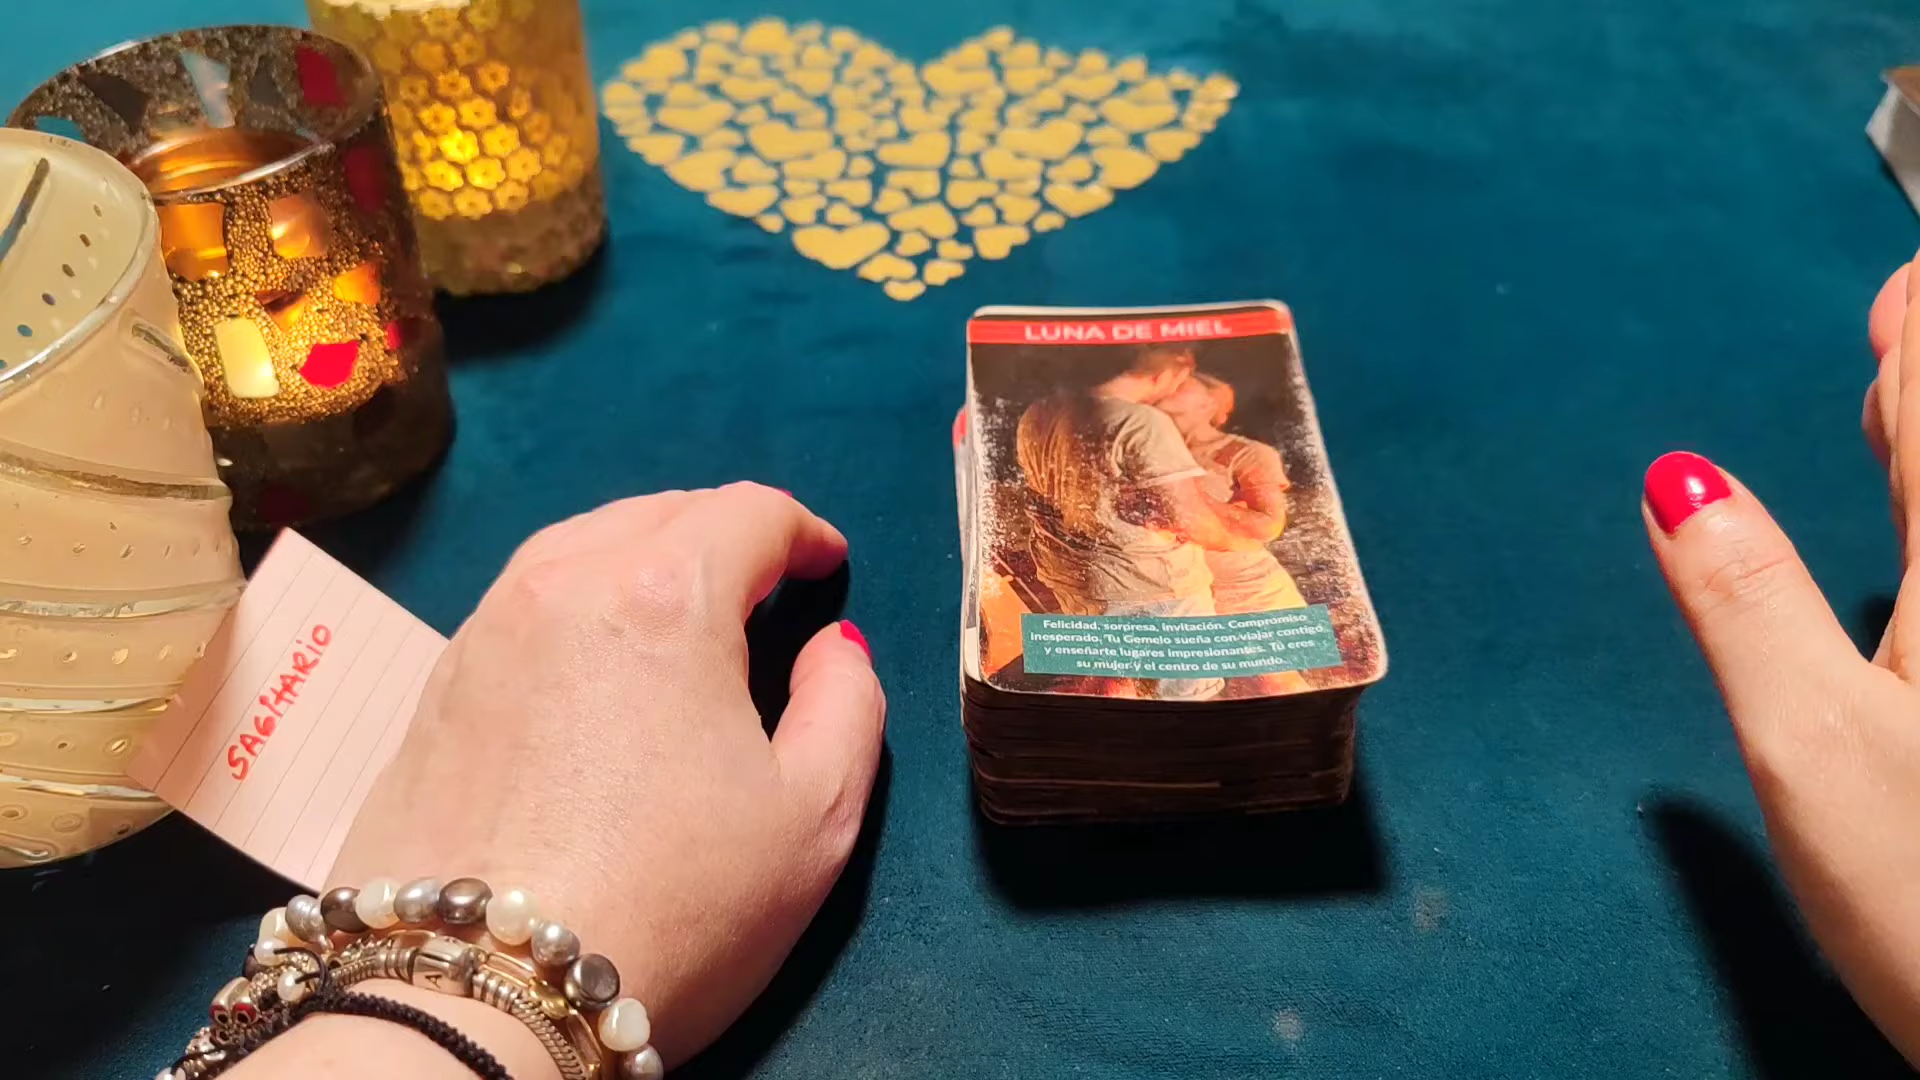 LUNA DE MIEL
Felicidad, sorpresa, invitación. Compromiso
inesperado. Tu Gemelo sueña con viajar contigo
y enseñarte lugares impresionantes. Tú eres
su mujer y el centro de su mundo.
SAGITARIO
A